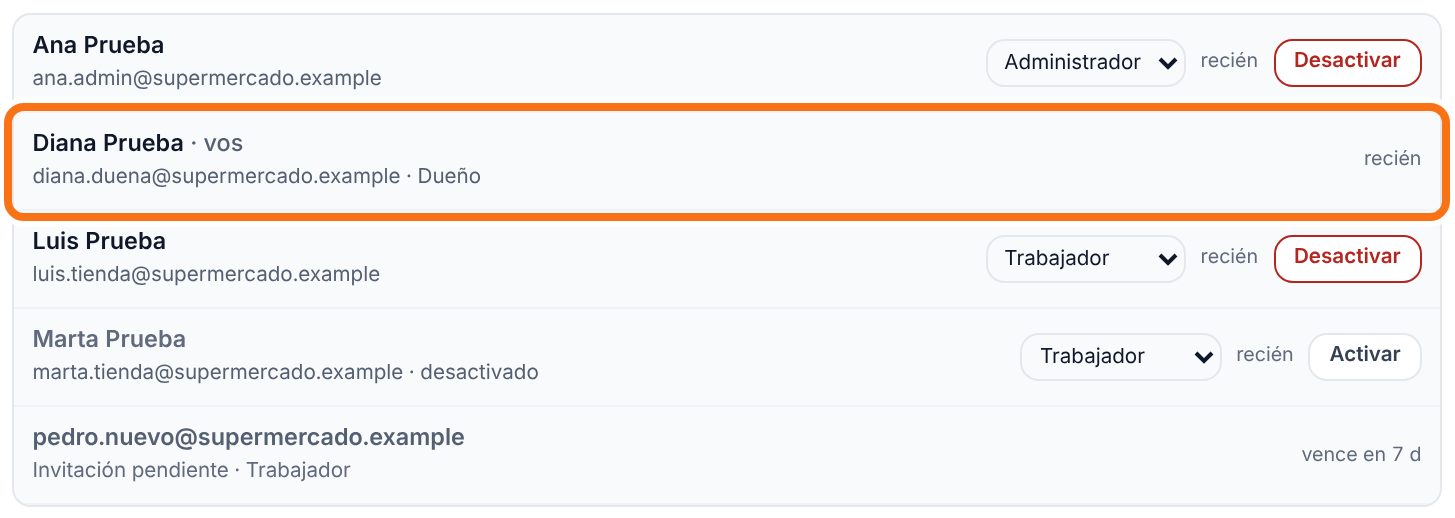 Ana Prueba
ana.admin@supermercado.example
Administrador
recién
Desactivar
Diana Prueba · vos
diana.duena@supermercado.example · Dueño
recién
Luis Prueba
luis.tienda@supermercado.example
Trabajador
recién
Desactivar
Marta Prueba
marta.tienda@supermercado.example · desactivado
Trabajador
recién
Activar
pedro.nuevo@supermercado.example
Invitación pendiente · Trabajador
vence en 7 d